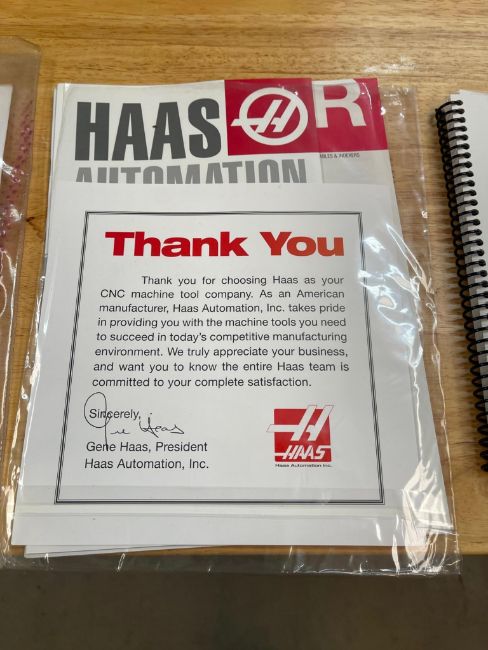 HAAS
R
AUTOMATION
Thank You
Thank you for choosing Haas as your
CNC machine tool company. As an American
manufacturer, Haas Automation, Inc. takes pride
in providing you with the machine tools you need
to succeed in today's competitive manufacturing
environment. We truly appreciate your business,
and want you to know the entire Haas team is
committed to your complete satisfaction.
Sincerely,
Gene Haas
Gene Haas, President
Haas Automation, Inc.
H
HAAS
Haas Automation Inc.